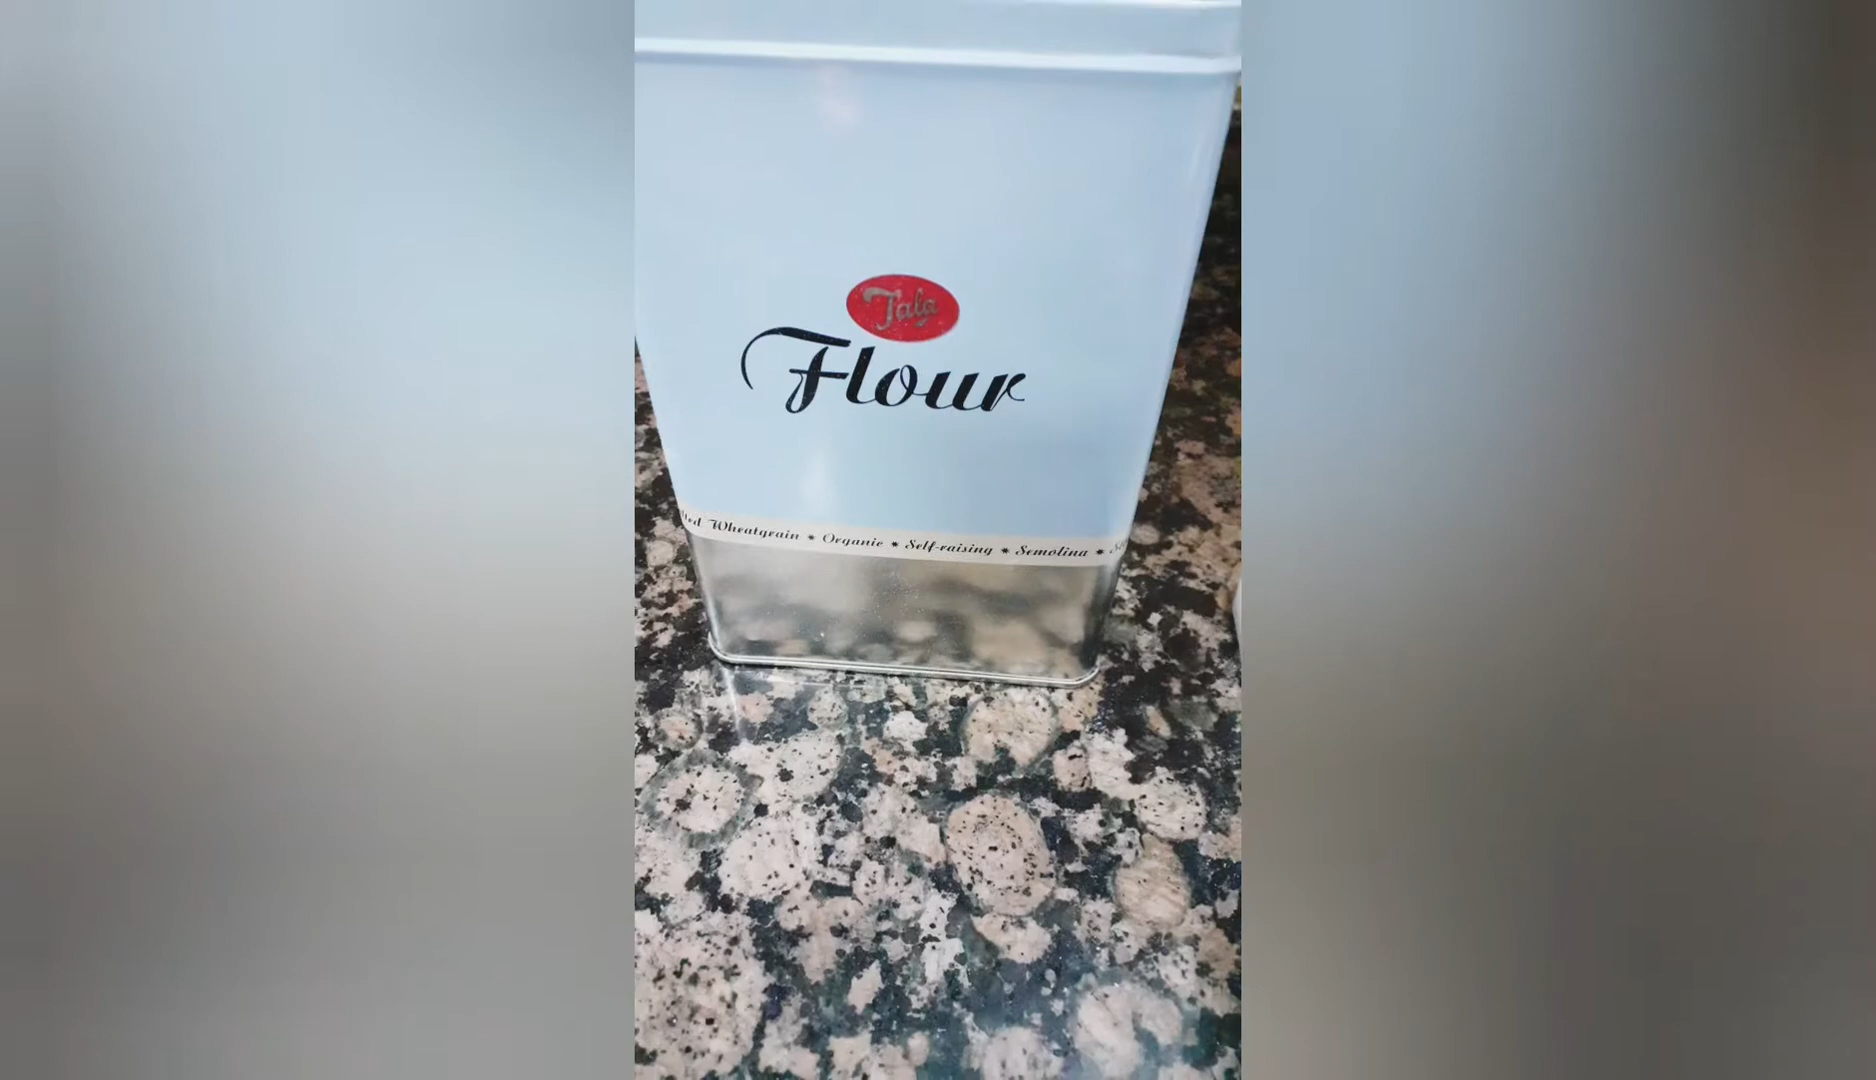 Tala
Flour
Wheatgrain * Organic * Self-raising * Semolina *